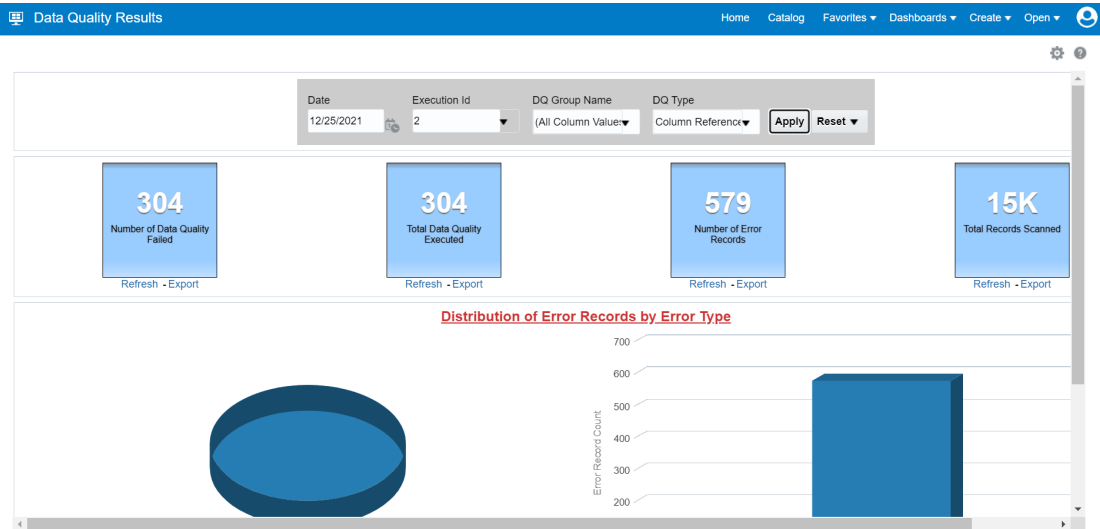 Data Quality Results
Home Catalog Favorites Dashboards Create Open
Date Execution Id DQ Group Name DQ Type
12/25/2021 2 (All Column Values Column Reference Apply Reset
304 304 579 15K
Number of Data Quality Failed Total Data Quality Executed Number of Error Records Total Records Scanned
Refresh - Export Refresh - Export Refresh - Export Refresh - Export
Distribution of Error Records by Error Type
700
600
500
400
300
200
Error Record Count